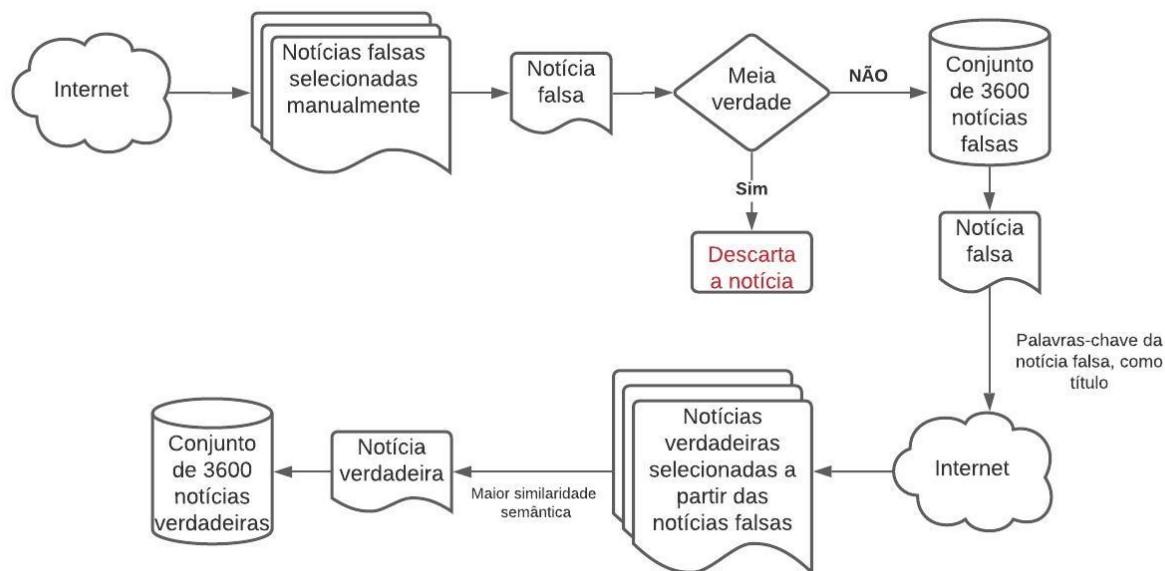 Internet
Notícias falsas
selecionadas
manualmente
Notícia
falsa
Meia
verdade
NÃO
Conjunto
de 3600
notícias
falsas
Sim
Descarta
a notícia
Notícia
falsa
Palavras-chave da
notícia falsa, como
título
Internet
Notícias
verdadeiras
selecionadas a
partir das
notícias falsas
Maior similaridade
semântica
Notícia
verdadeira
Conjunto
de 3600
notícias
verdadeiras